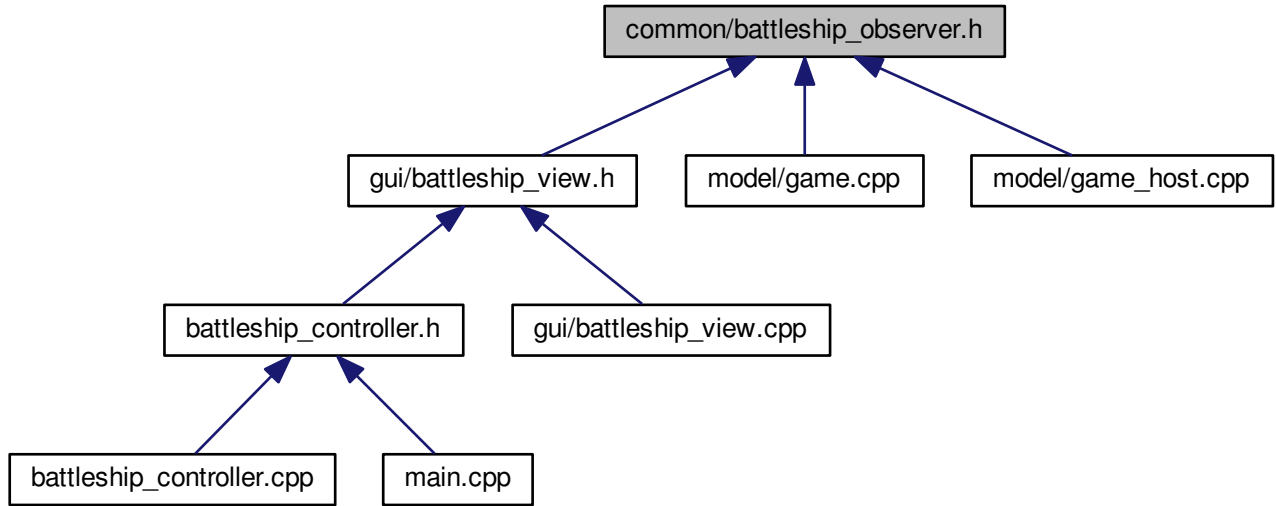 common/battleship_observer.h
gui/battleship_view.h
model/game.cpp
model/game_host.cpp
battleship_controller.h
gui/battleship_view.cpp
battleship_controller.cpp
main.cpp